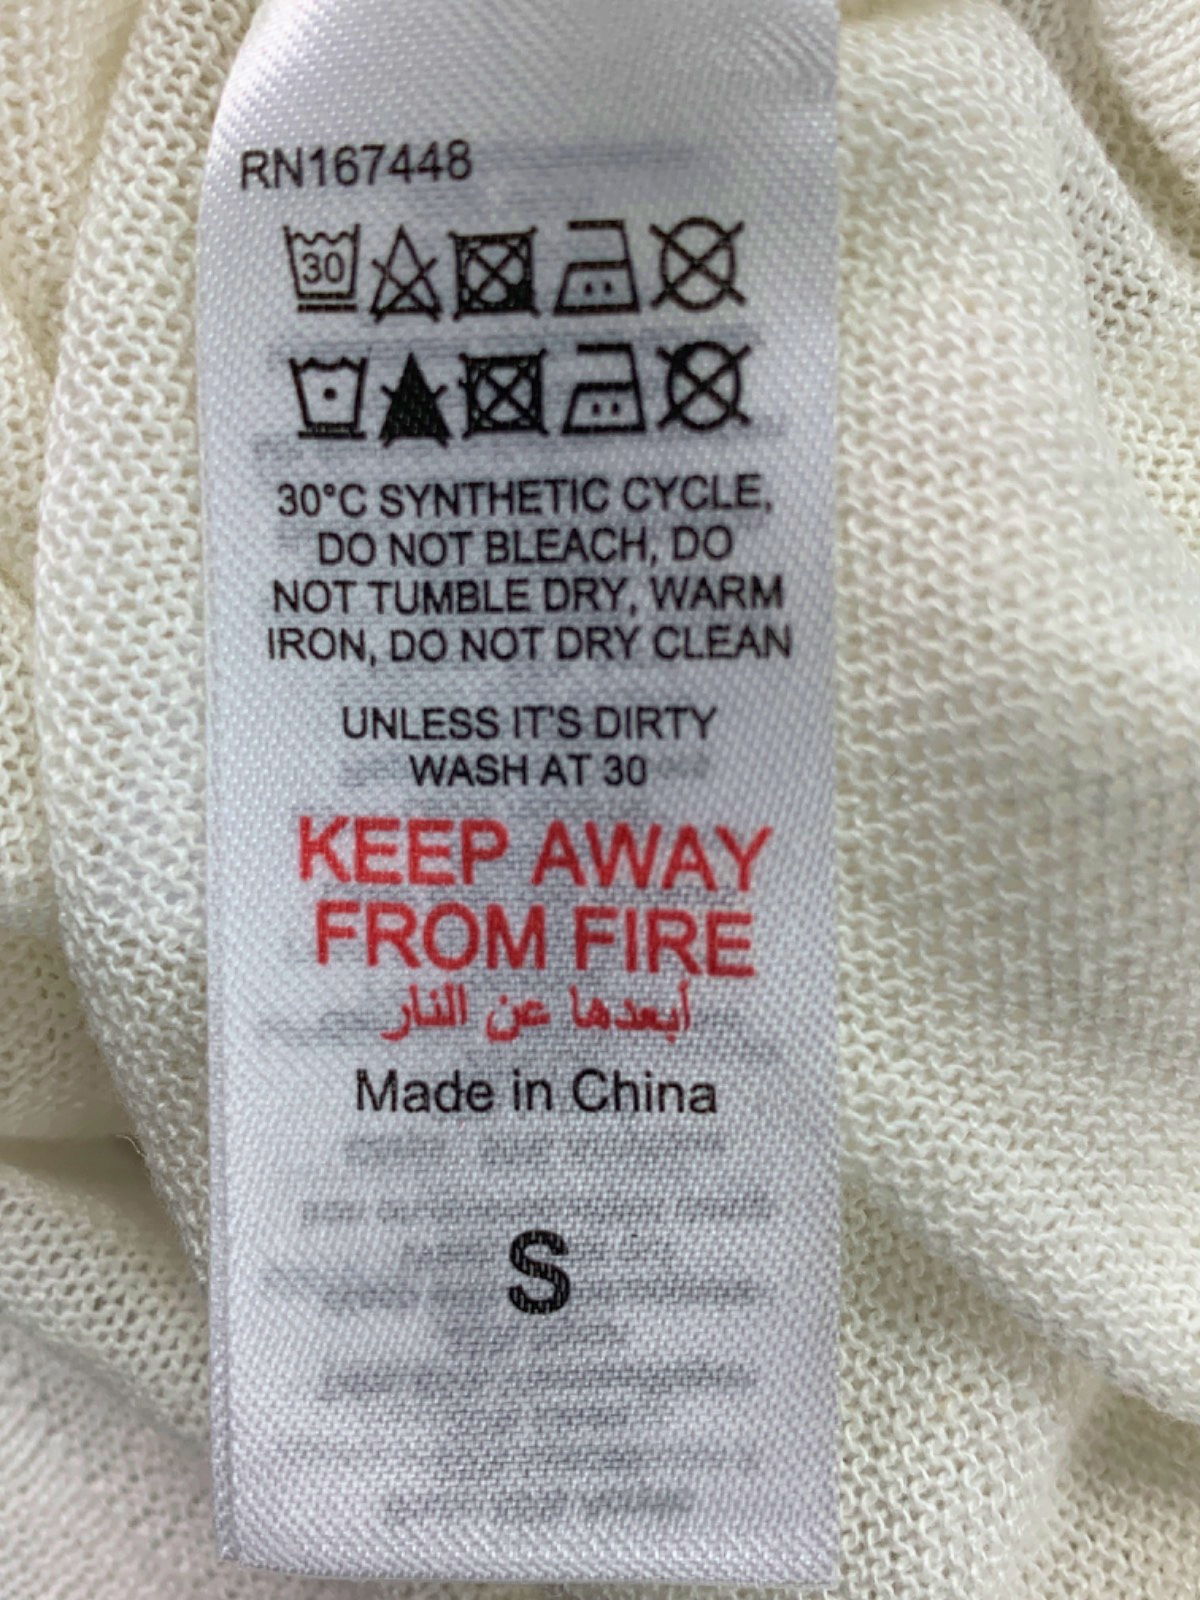 RN167448
30
30°C SYNTHETIC CYCLE,
DO NOT BLEACH, DO
NOT TUMBLE DRY, WARM
IRON, DO NOT DRY CLEAN
UNLESS IT'S DIRTY
WASH AT 30
KEEP AWAY
FROM FIRE
أبعدها عن النار
Made in China
S